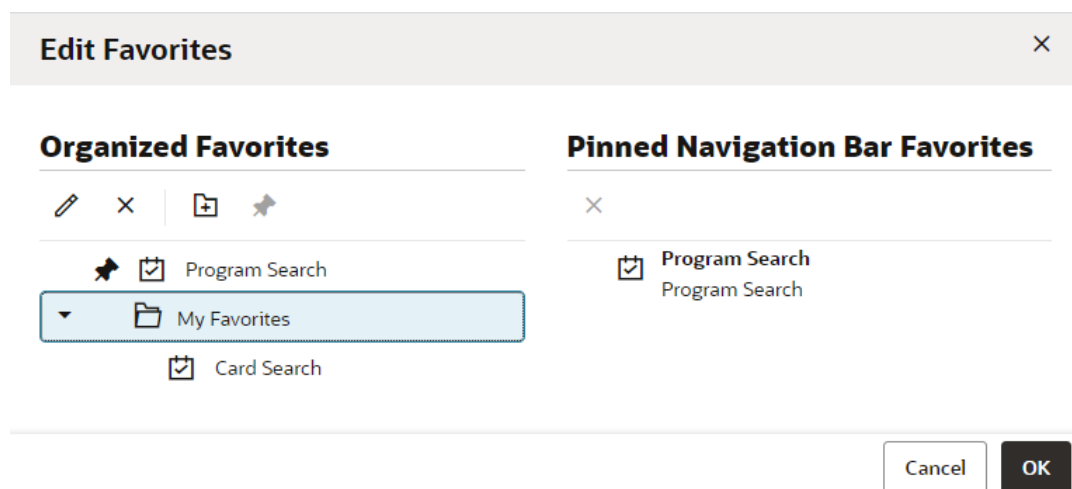 Edit Favorites
Organized Favorites
Program Search
My Favorites
Card Search
Pinned Navigation Bar Favorites
Program Search
Program Search
Cancel
OK